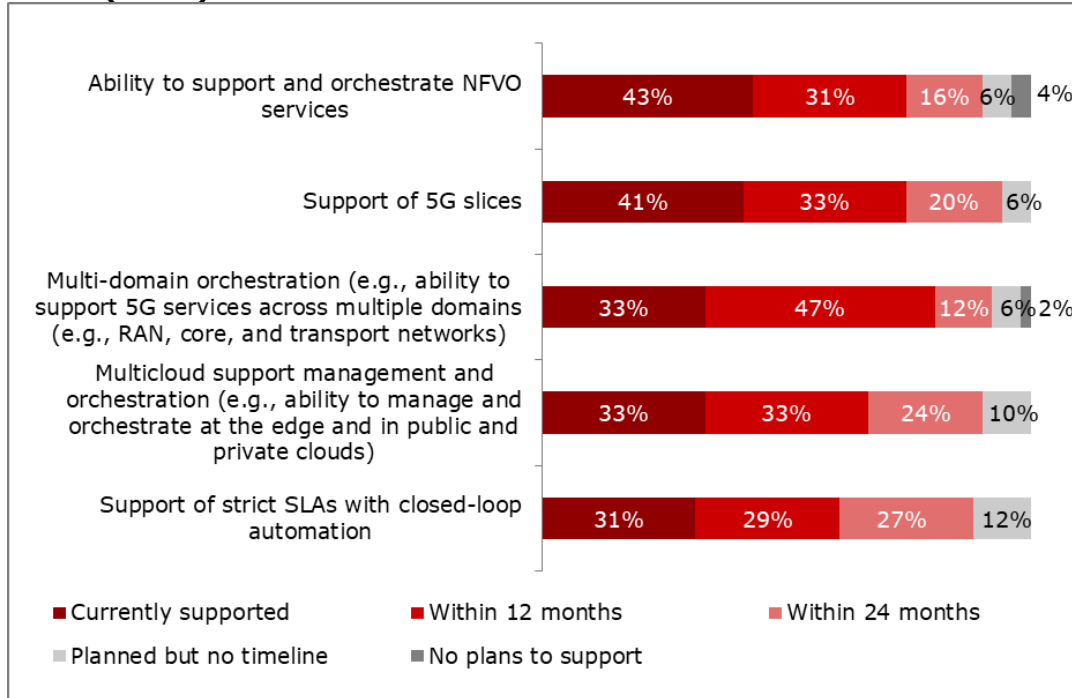 Ability to support and orchestrate NFVO
services
43% 31% 16% 6% 4%
Support of 5G slices
41% 33% 20% 6%
Multi-domain orchestration (e.g., ability to
support 5G services across multiple domains
(e.g., RAN, core, and transport networks)
33% 47% 12% 6% 2%
Multicloud support management and
orchestration (e.g., ability to manage and
orchestrate at the edge and in public and
private clouds)
33% 33% 24% 10%
Support of strict SLAs with closed-loop
automation
31% 29% 27% 12%
Currently supported Within 12 months Within 24 months
Planned but no timeline No plans to support